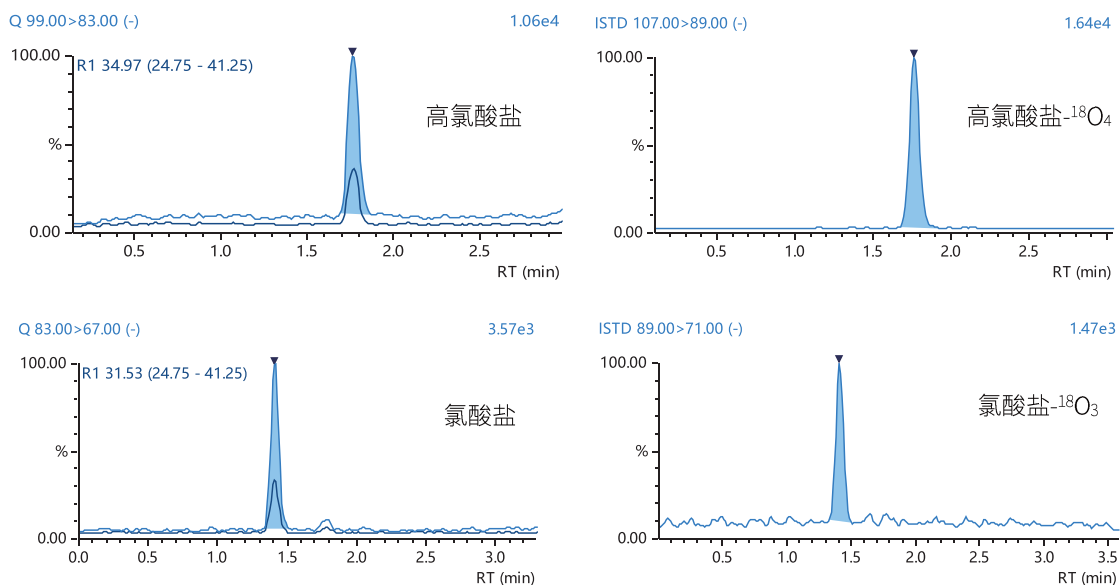 Q 99.00>83.00 (-) 1.06e4
100.00
R1 34.97 (24.75 - 41.25)
高氯酸盐
%
0.00
0.5 1.0 1.5 2.0 2.5
RT (min)
ISTD 107.00>89.00 (-) 1.64e4
100.00
高氯酸盐-¹⁸O₄
%
0.00
0.5 1.0 1.5 2.0 2.5
RT (min)
Q 83.00>67.00 (-) 3.57e3
100.00
R1 31.53 (24.75 - 41.25)
氯酸盐
%
0.00
0.0 0.5 1.0 1.5 2.0 2.5 3.0
RT (min)
ISTD 89.00>71.00 (-) 1.47e3
100.00
氯酸盐-¹⁸O₃
%
0.00
0.5 1.0 1.5 2.0 2.5 3.0 3.5
RT (min)